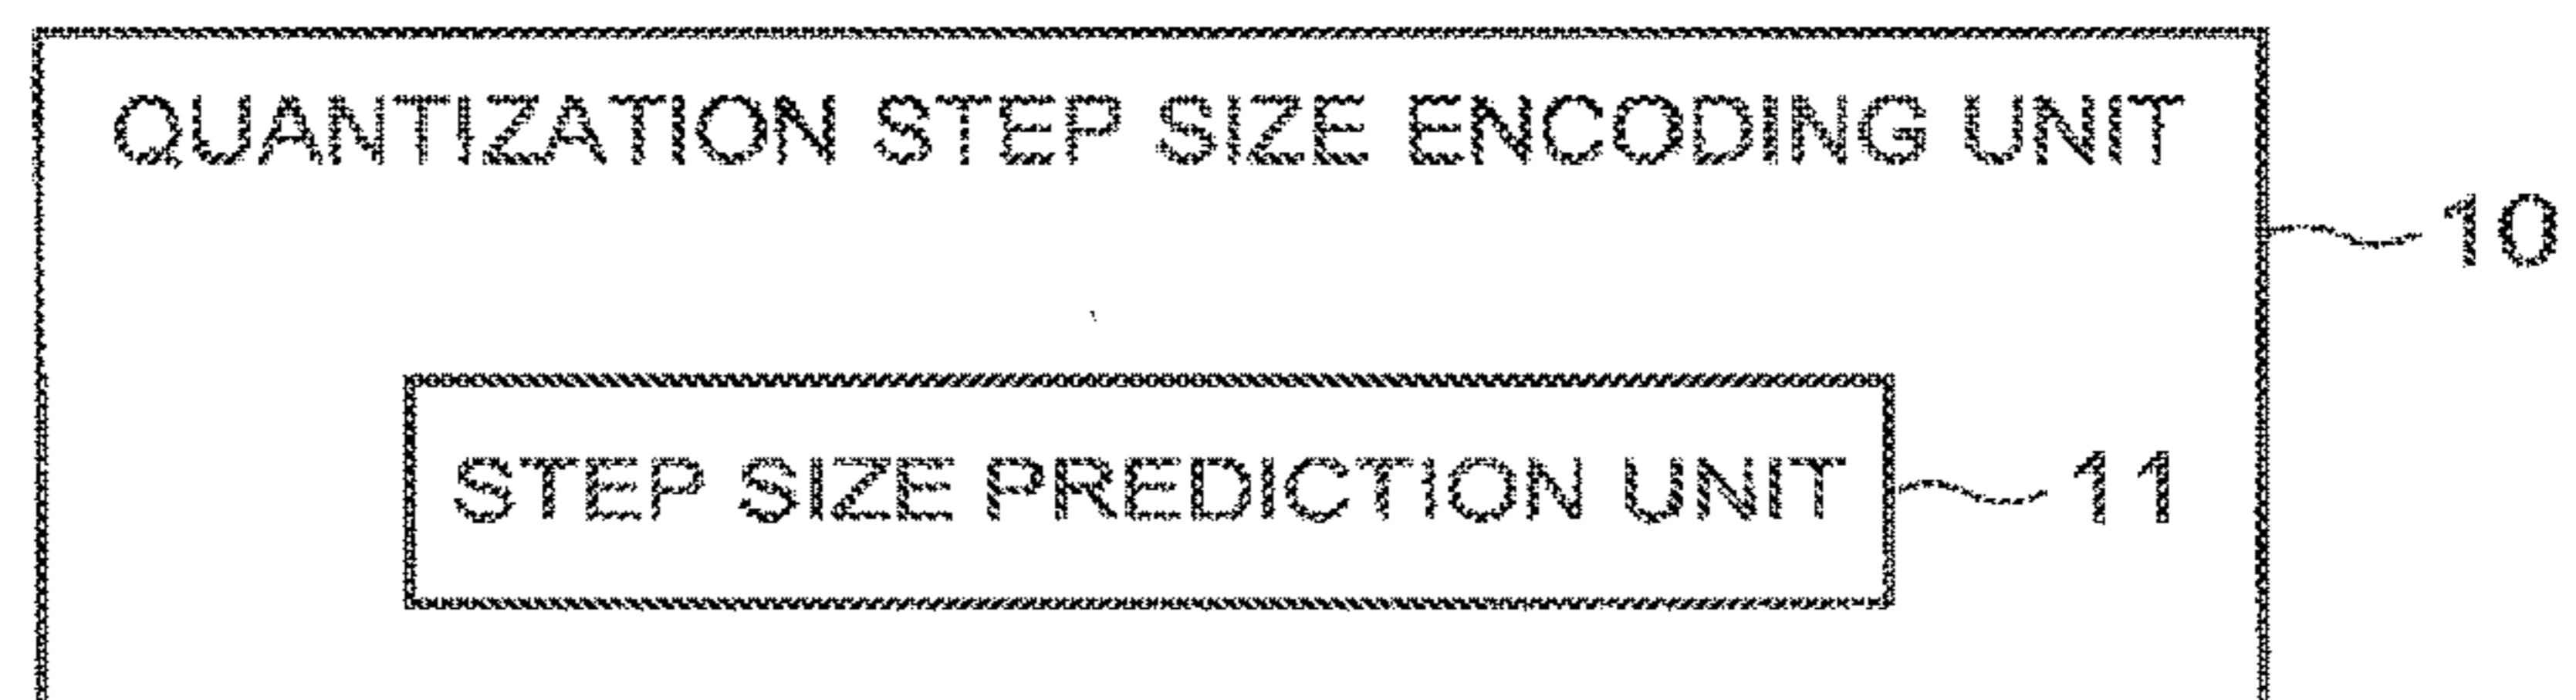 QUANTIZATION STEP SIZE ENCODING UNIT
10
STEP SIZE PREDICTION UNIT
11